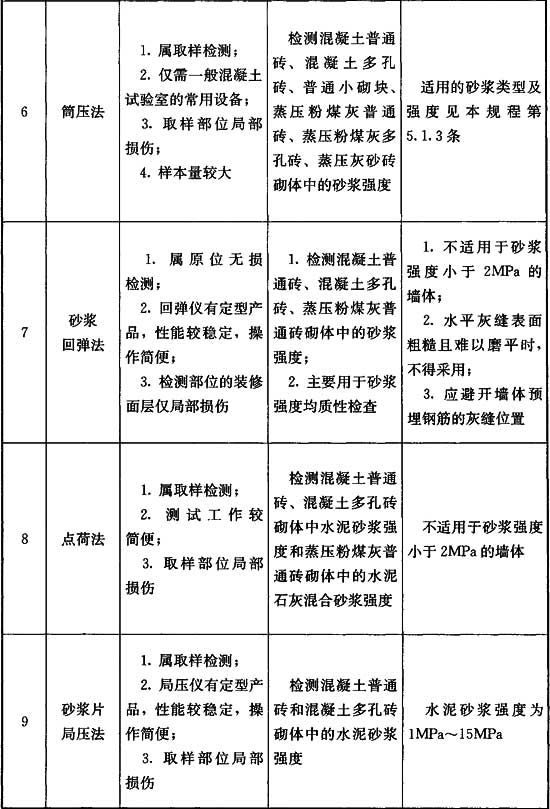 6
筒压法
1. 属取样检测；
2. 仅需一般混凝土
试验室的常用设备；
3. 取样部位局部
损伤；
4. 样本量较大
检测混凝土普通
砖、混凝土多孔
砖、普通小砌块、
蒸压粉煤灰普通
砖、蒸压粉煤灰多
孔砖、蒸压灰砂砖
砌体中的砂浆强度
适用的砂浆类型及
强度见本规程第
5.1.3条
7
砂浆
回弹法
1. 属原位无损
检测；
2. 回弹仪有定型产
品，性能较稳定，操
作简便；
3. 检测部位的装修
面层仅局部损伤
1. 检测混凝土普
通砖、混凝土多孔
砖、蒸压粉煤灰普
通砖砌体中的砂浆
强度；
2. 主要用于砂浆
强度均质性检查
1. 不适用于砂浆
强度小于 2MPa 的
墙体；
2. 水平灰缝表面
粗糙且难以磨平时，
不得采用；
3. 应避开墙体预
埋钢筋的灰缝位置
8
点荷法
1. 属取样检测；
2. 测试工作较
简便；
3. 取样部位局部
损伤
检测混凝土普通
砖、混凝土多孔砖
砌体中水泥砂浆强
度和蒸压粉煤灰普
通砖砌体中的水泥
石灰混合砂浆强度
不适用于砂浆强度
小于2MPa的墙体
9
砂浆片
局压法
1. 属取样检测；
2. 局压仪有定型产
品，性能较稳定，操
作简便；
3. 取样部位局部
损伤
检测混凝土普通
砖和混凝土多孔砖
砌体中的水泥砂浆
强度
水泥砂浆强度为
1MPa～15MPa